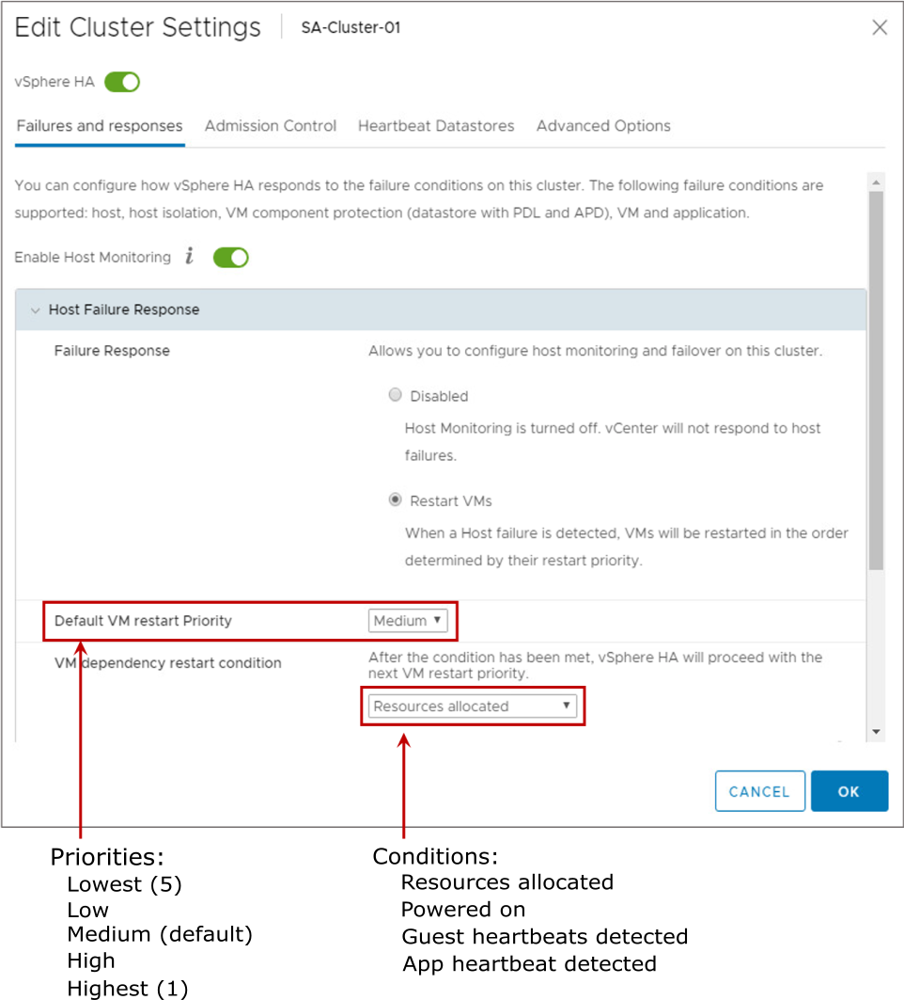 Edit Cluster Settings | SA-Cluster-01
vSphere HA
Failures and responses Admission Control Heartbeat Datastores Advanced Options
You can configure how vSphere HA responds to the failure conditions on this cluster. The following failure conditions are
supported: host, host isolation, VM component protection (datastore with PDL and APD), VM and application.
Enable Host Monitoring i
Host Failure Response
Failure Response
Allows you to configure host monitoring and failover on this cluster.
Disabled
Host Monitoring is turned off. vCenter will not respond to host
failures.
Restart VMs
When a Host failure is detected, VMs will be restarted in the order
determined by their restart priority.
Default VM restart Priority Medium
VM dependency restart condition
After the condition has been met, vSphere HA will proceed with the
next VM restart priority.
Resources allocated
CANCEL OK
Priorities:
Lowest (5)
Low
Medium (default)
High
Highest (1)
Conditions:
Resources allocated
Powered on
Guest heartbeats detected
App heartbeat detected